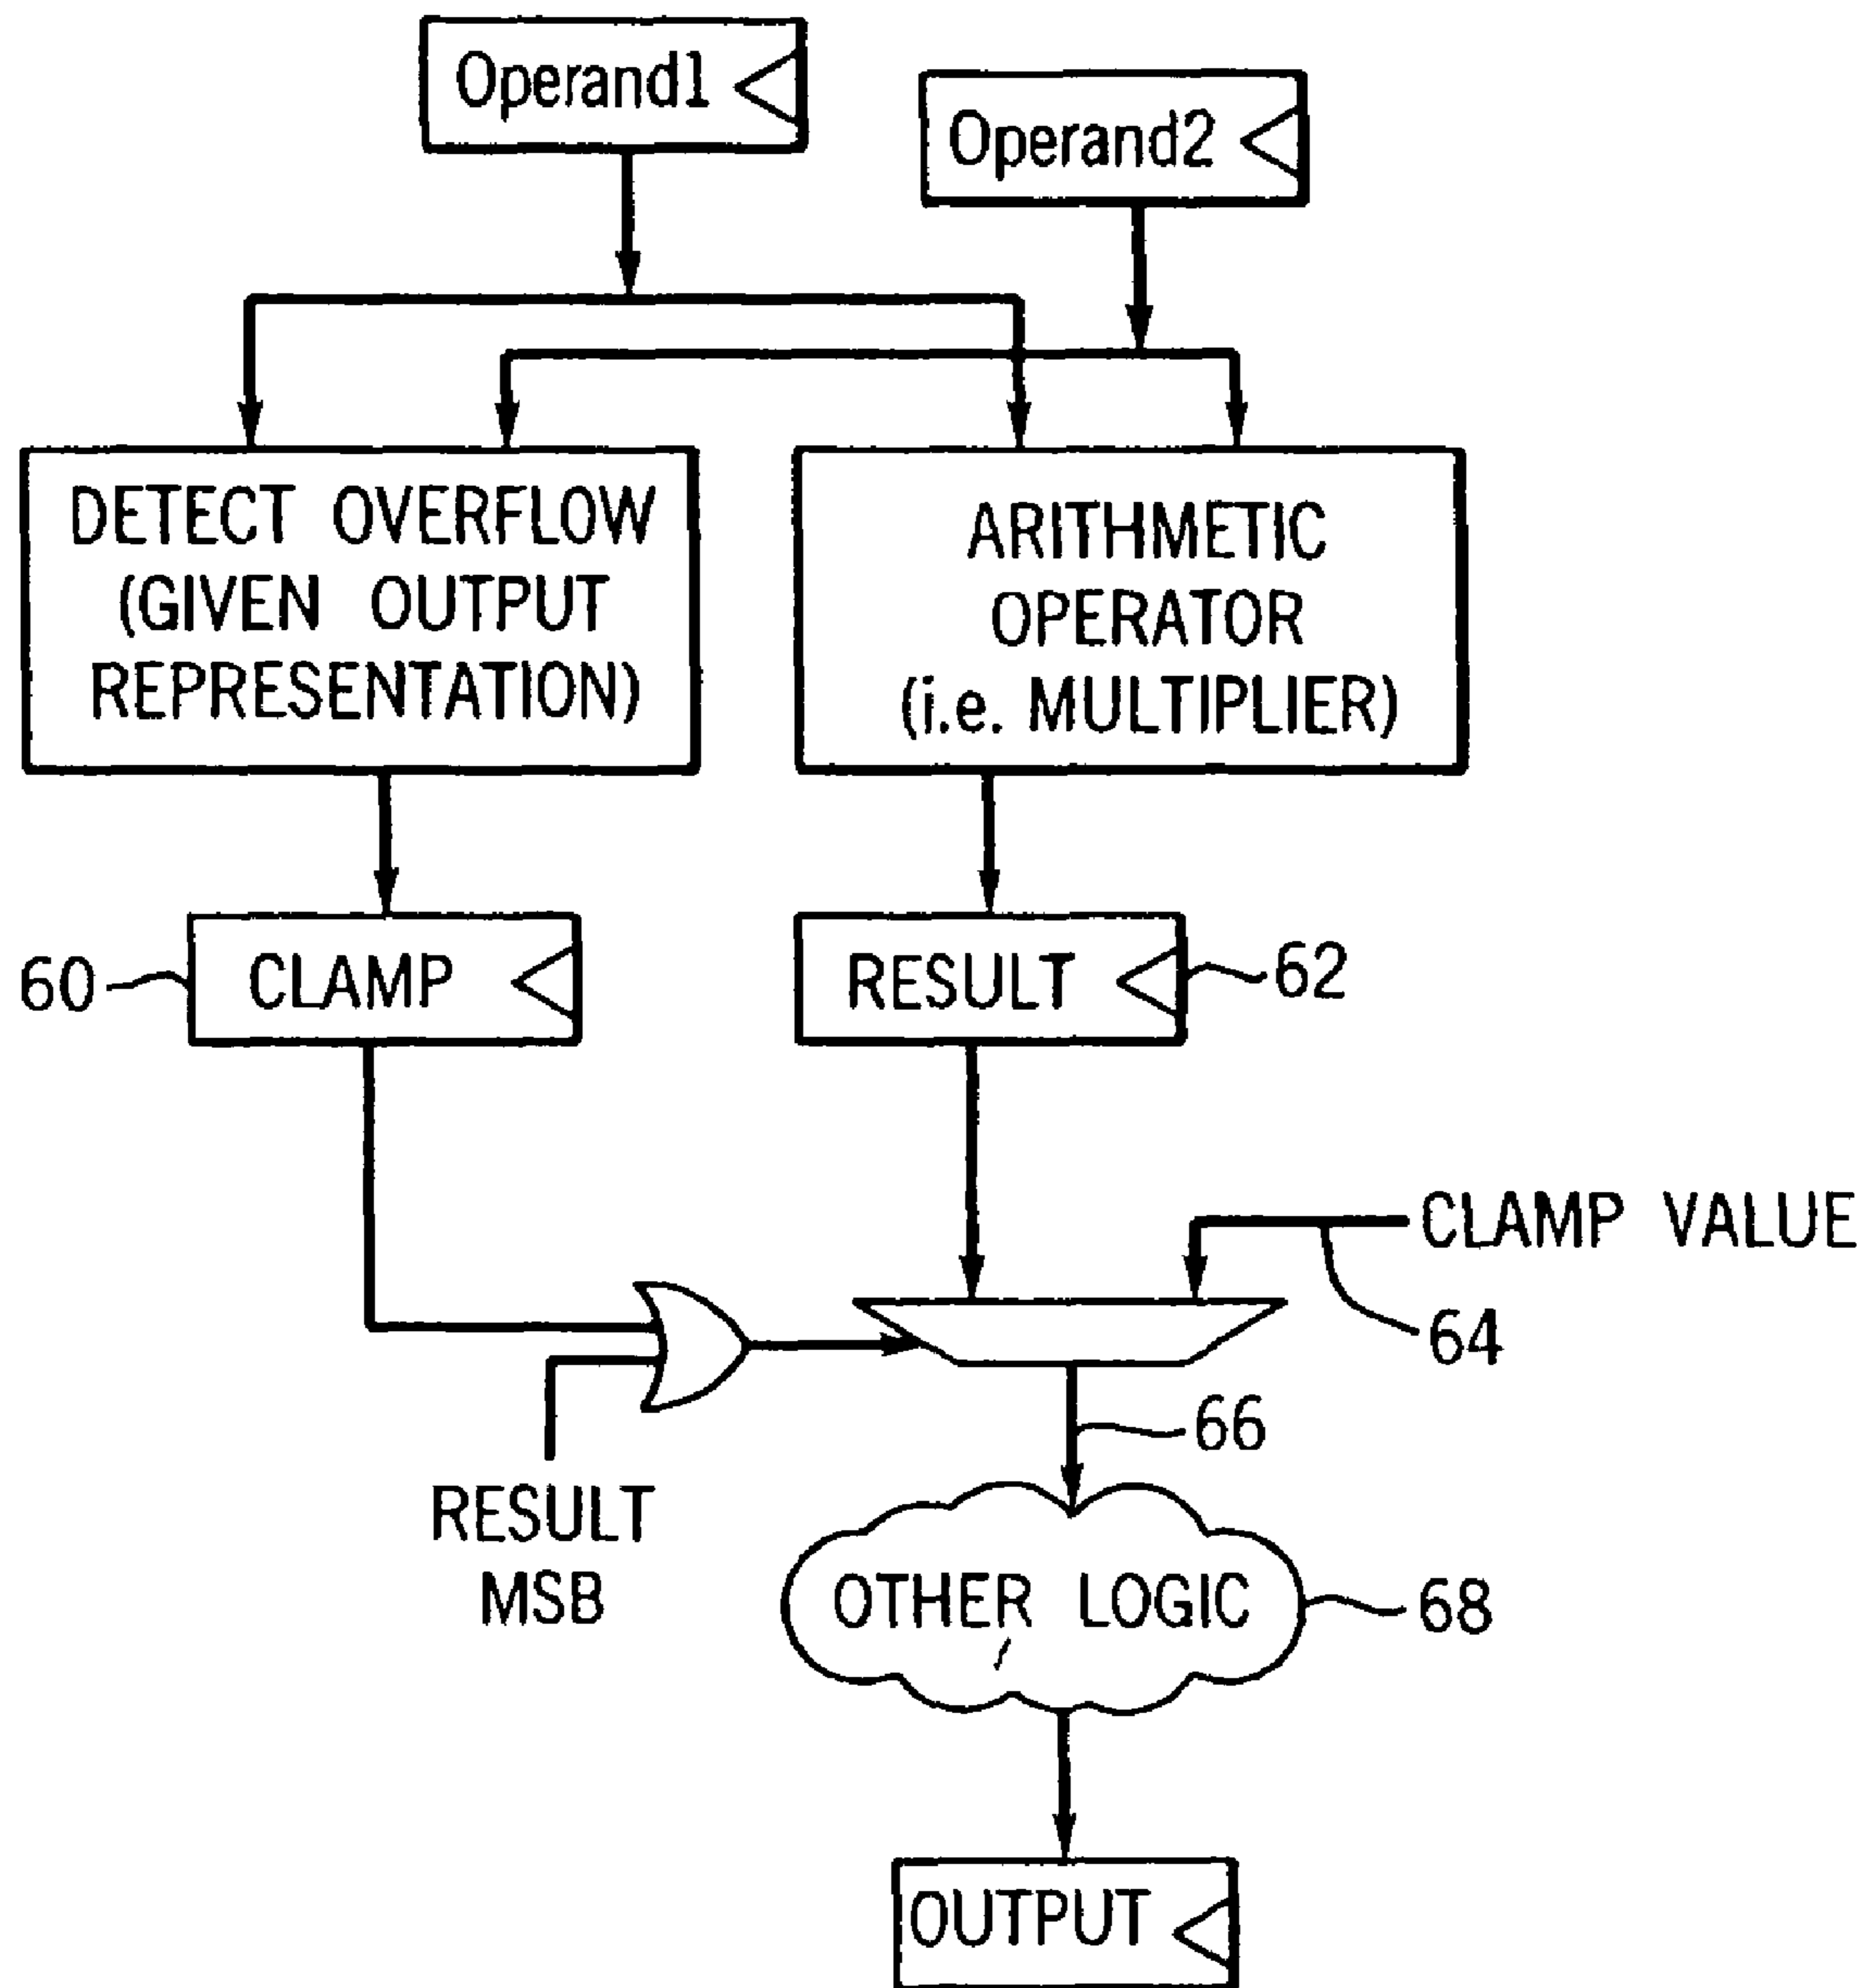 Operand1
Operand2
DETECT OVERFLOW
(GIVEN OUTPUT
REPRESENTATION)
ARITHMETIC
OPERATOR
(i.e. MULTIPLIER)
60
CLAMP
RESULT
62
CLAMP VALUE
64
66
RESULT
MSB
OTHER LOGIC
68
OUTPUT